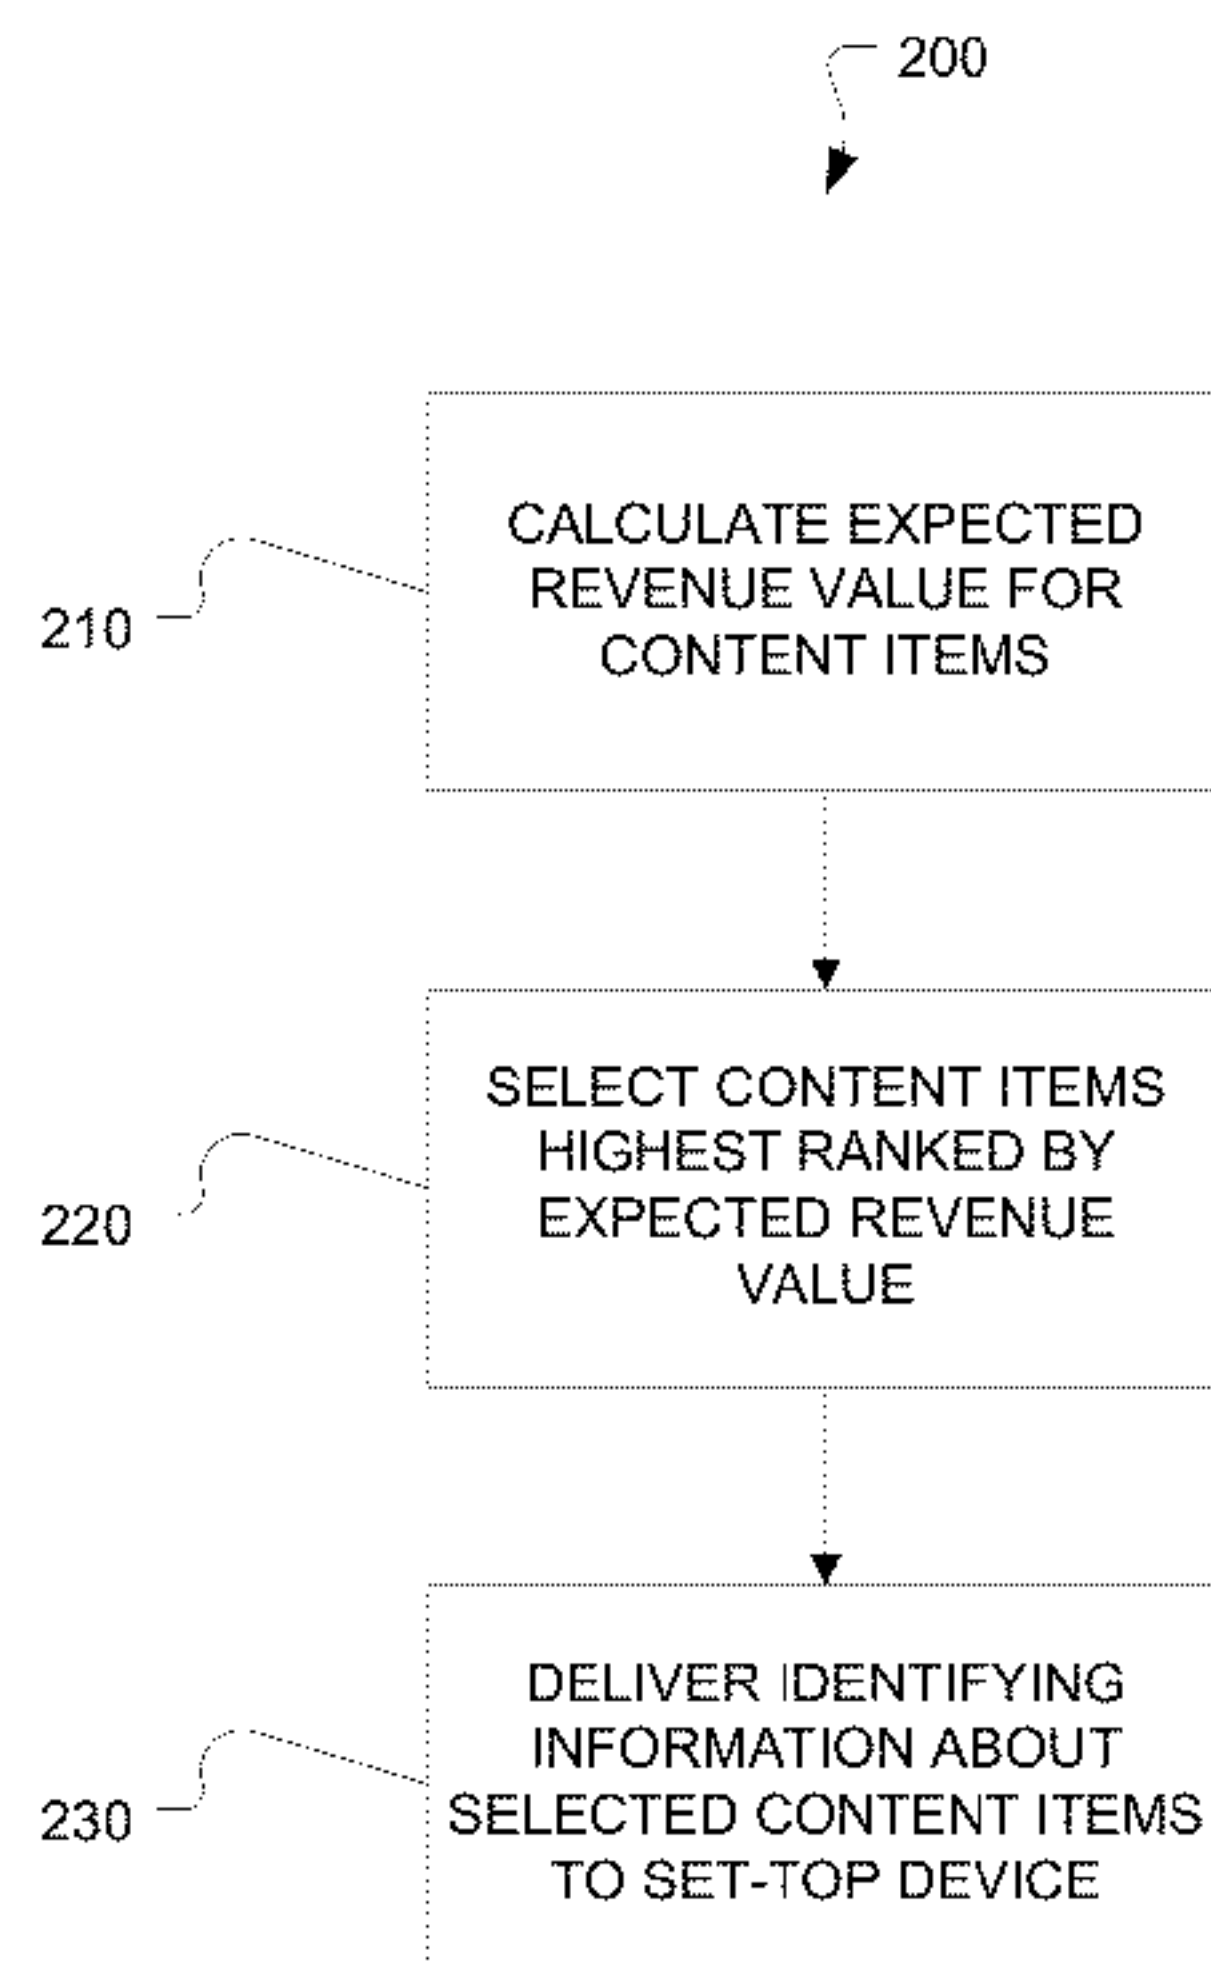 200
210
CALCULATE EXPECTED
REVENUE VALUE FOR
CONTENT ITEMS
220
SELECT CONTENT ITEMS
HIGHEST RANKED BY
EXPECTED REVENUE
VALUE
230
DELIVER IDENTIFYING
INFORMATION ABOUT
SELECTED CONTENT ITEMS
TO SET-TOP DEVICE